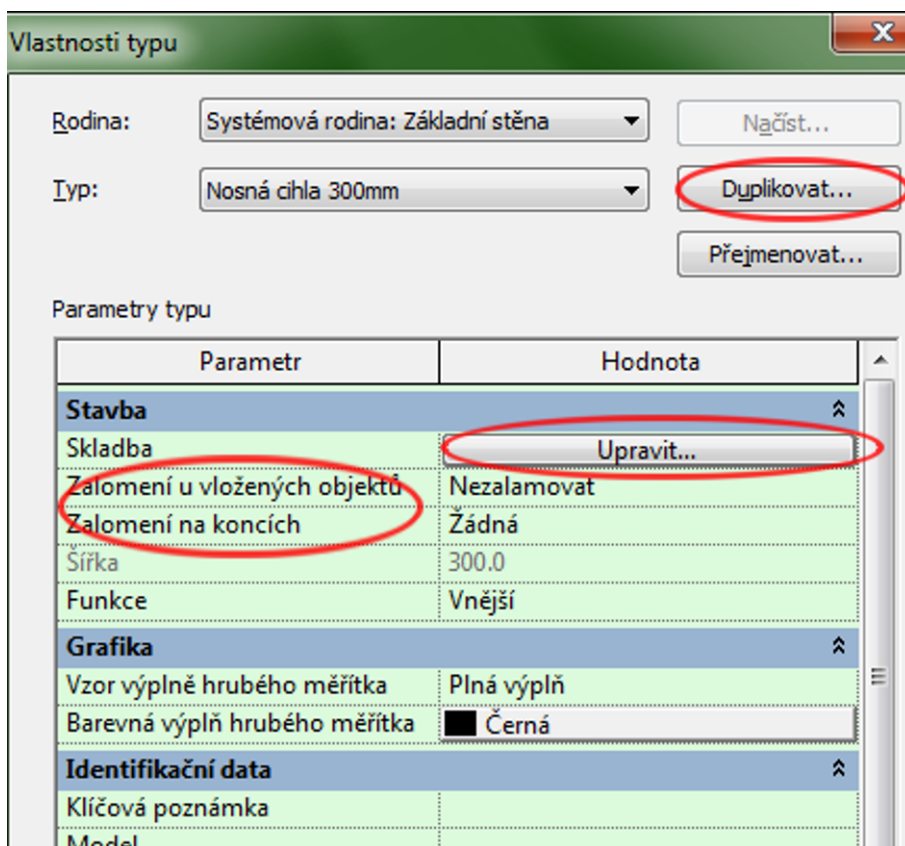 Vlastnosti typu
x
Rodina: Systémová rodina: Základní stěna Načíst...
Typ: Nosná cihla 300mm Duplikovat...
Přejmenovat...
Parametry typu
Parametr Hodnota
Stavba
Skladba Upravit...
Zalomení u vložených objektů Nezalamovat
Zalomení na koncích Žádná
Šířka 300.0
Funkce Vnější
Grafika
Vzor výplně hrubého měřítka Plná výplň
Barevná výplň hrubého měřítka Černá
Identifikační data
Klíčová poznámka
Model